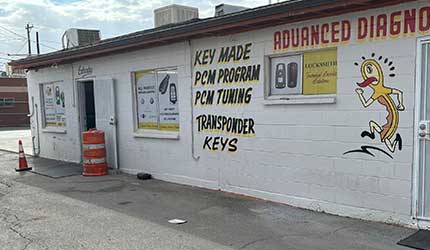 ADVANCED DIAGNO
KEY MADE
PCM PROGRAM
PCM TUNING
TRANSPONDER
KEYS
LOCKSMITH